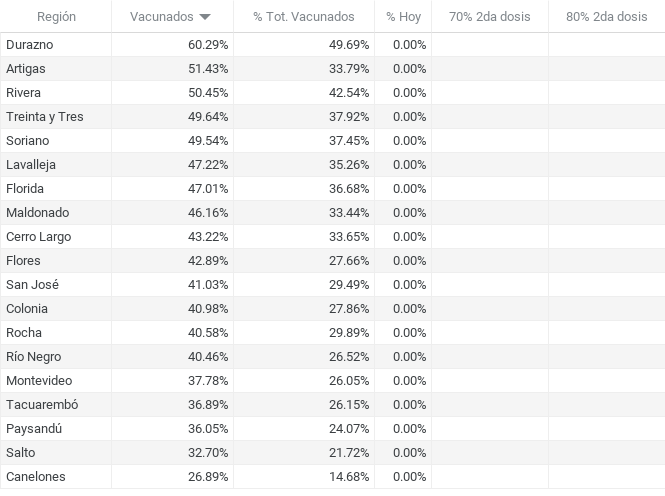 Región Vacunados % Tot. Vacunados % Hoy 70% 2da dosis 80% 2da dosis
Durazno 60.29% 49.69% 0.00%
Artigas 51.43% 33.79% 0.00%
Rivera 50.45% 42.54% 0.00%
Treinta y Tres 49.64% 37.92% 0.00%
Soriano 49.54% 37.45% 0.00%
Lavalleja 47.22% 35.26% 0.00%
Florida 47.01% 36.68% 0.00%
Maldonado 46.16% 33.44% 0.00%
Cerro Largo 43.22% 33.65% 0.00%
Flores 42.89% 27.66% 0.00%
San José 41.03% 29.49% 0.00%
Colonia 40.98% 27.86% 0.00%
Rocha 40.58% 29.89% 0.00%
Río Negro 40.46% 26.52% 0.00%
Montevideo 37.78% 26.05% 0.00%
Tacuarembó 36.89% 26.15% 0.00%
Paysandú 36.05% 24.07% 0.00%
Salto 32.70% 21.72% 0.00%
Canelones 26.89% 14.68% 0.00%